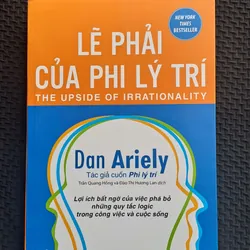 NEW YORK
TIMES
BESTSELLER
LẼ PHẢI
CỦA PHI LÝ TRÍ
THE UPSIDE OF IRRATIONALITY
Dan Ariely
Tác giả cuốn Phi lý trí
Trần Quang Hồng và Đào Thị Hương Lan dịch
Lợi ích bất ngờ của việc phá bỏ
những quy tắc logic
trong công việc và cuộc sống